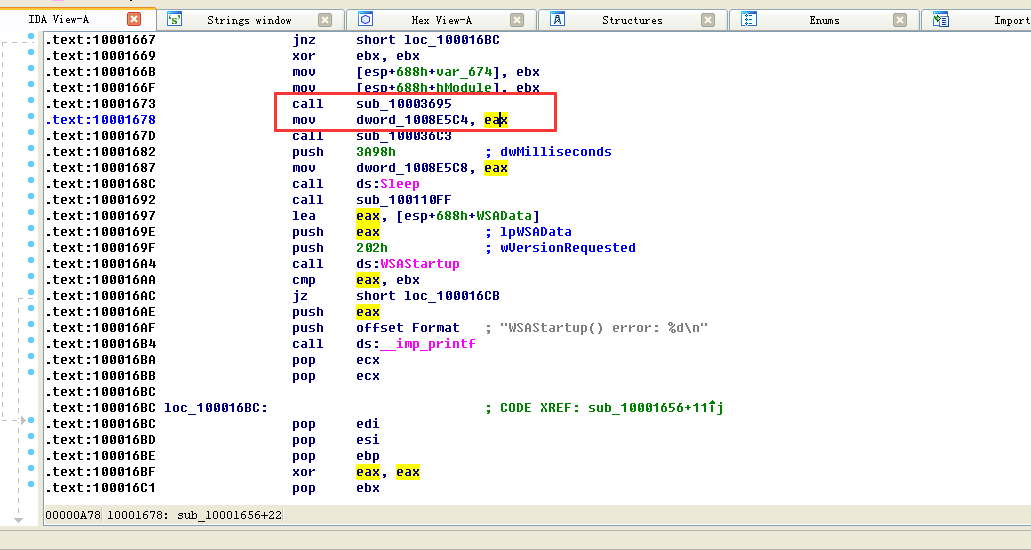 IDA View-A Strings window Hex View-A Structures Enums Import
.text:10001667 jnz short loc_100016BC
.text:10001669 xor ebx, ebx
.text:1000166B mov [esp+688h+var_674], ebx
.text:1000166F mov [esp+688h+hModule], ebx
.text:10001673 call sub_10003695
.text:10001678 mov dword_1008E5C4, eax
.text:1000167D call sub_100036C3
.text:10001682 push 3A98h ; dwMilliseconds
.text:10001687 mov dword_1008E5C8, eax
.text:1000168C call ds:Sleep
.text:10001692 call sub_100110FF
.text:10001697 lea eax, [esp+688h+WSAData]
.text:1000169E push eax ; lpWSAData
.text:1000169F push 202h ; wVersionRequested
.text:100016A4 call ds:WSAStartup
.text:100016AA cmp eax, ebx
.text:100016AC jz short loc_100016CB
.text:100016AE push eax
.text:100016AF push offset Format ; "WSAStartup() error: %d\n"
.text:100016B4 call ds:__imp_printf
.text:100016BA pop ecx
.text:100016BB pop ecx
.text:100016BC
.text:100016BC loc_100016BC: ; CODE XREF: sub_10001656+11↑j
.text:100016BC pop edi
.text:100016BD pop esi
.text:100016BE pop ebp
.text:100016BF xor eax, eax
.text:100016C1 pop ebx
00000A78 10001678: sub_10001656+22